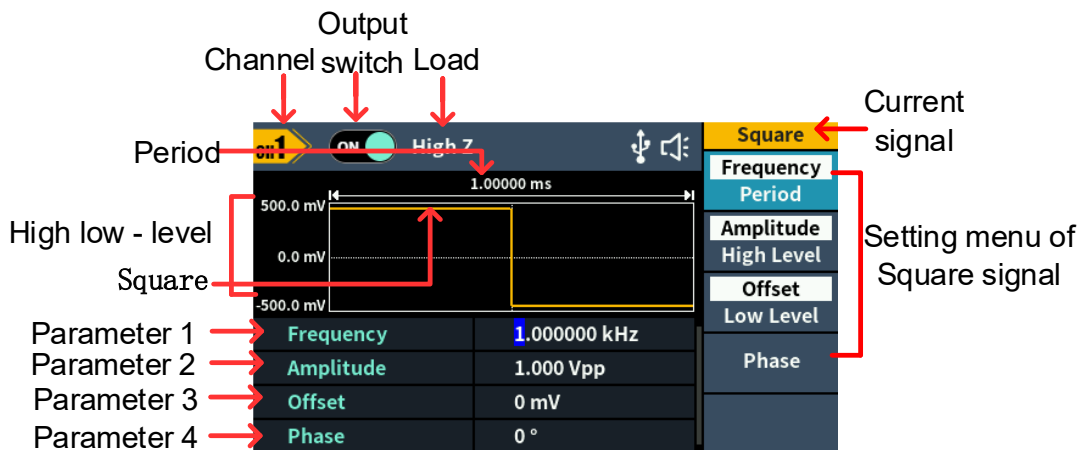 Output
Channel switch Load
Current
signal
CH1 ON High Z
Square
Period
1.00000 ms
Frequency
Period
500.0 mV
High low - level
0.0 mV
Amplitude
High Level
Setting menu of
Square signal
Square
-500.0 mV
Offset
Low Level
Parameter 1 Frequency 1.000000 kHz
Parameter 2 Amplitude 1.000 Vpp
Phase
Parameter 3 Offset 0 mV
Parameter 4 Phase 0 °